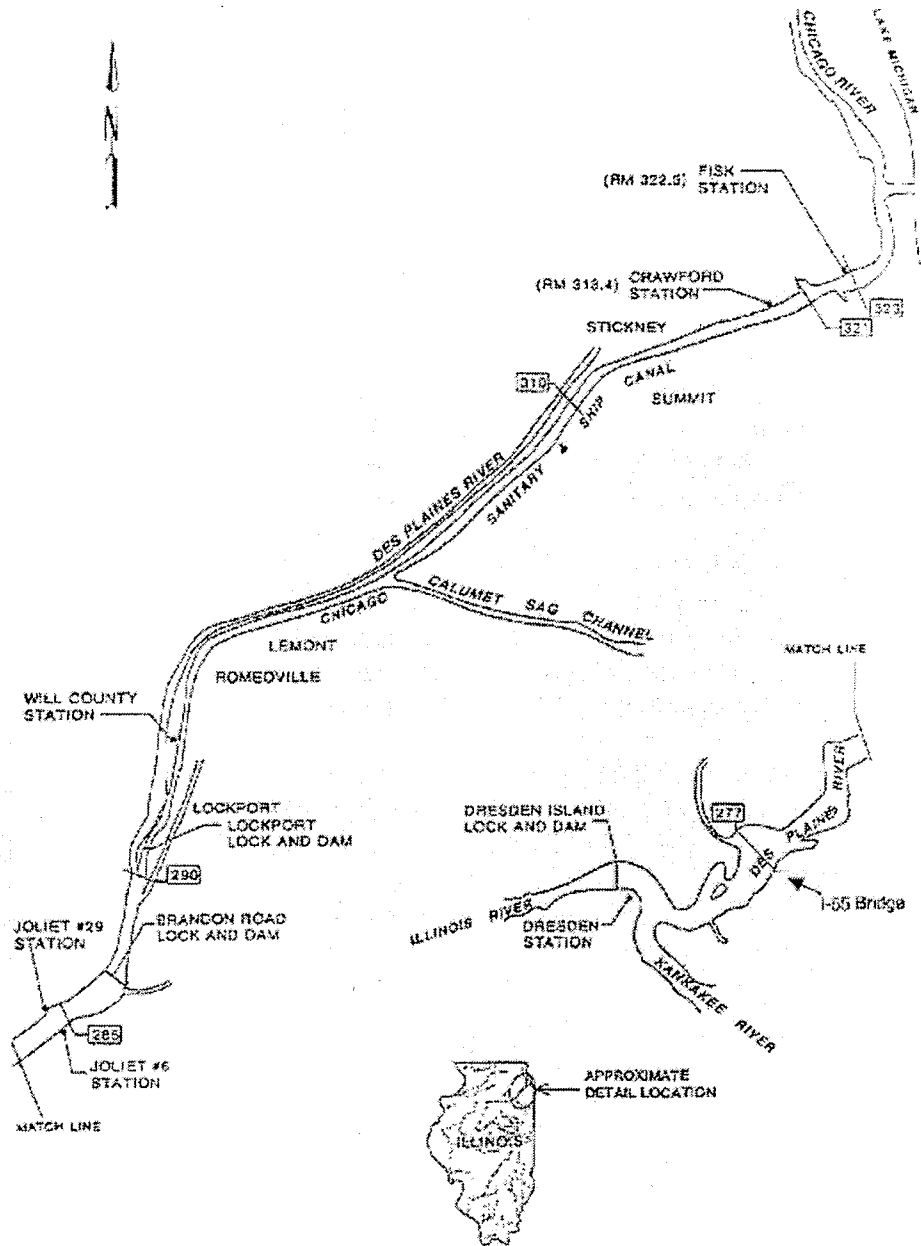 N
CHICAGO RIVER
LAKE MICHIGAN
(RM 322.5) FISK
STATION
(RM 318.4) CRAWFORD
STATION
323
321
STICKNEY
310
SHIP CANAL
SUMMIT
DES PLAINES RIVER
SANITARY
CHICAGO
CALUMET SAG CHANNEL
LEMONT
ROMEOVILLE
MATCH LINE
WILL COUNTY
STATION
LOCKPORT
LOCKPORT
LOCK AND DAM
DRESDEN ISLAND
LOCK AND DAM
277
DES PLAINES RIVER
290
I-55 Bridge
BRANDON ROAD
LOCK AND DAM
JOLIET #29
STATION
ILLINOIS RIVER
DRESDEN
STATION
KANKAKEE RIVER
285
JOLIET #6
STATION
MATCH LINE
APPROXIMATE
DETAIL LOCATION
ILLINOIS